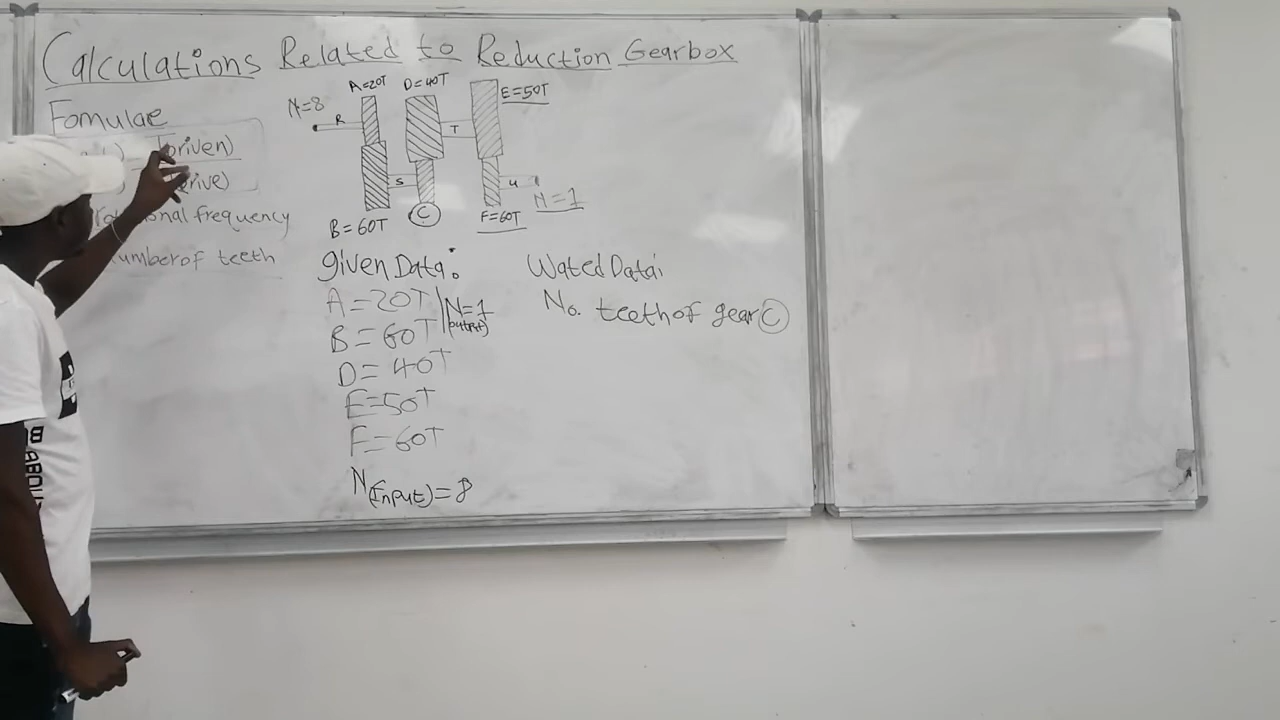 Calculations Related to Reduction Gearbox
Fomulae
Driven)
rive)
rotational frequency
number of teeth
A=20T
D=40T
E=50T
N=8
R
T
S
U
N=1
C
F=60T
B=60T
given Data:
A=20T
N=1
output)
B=60T
D=40T
E=50T
F=60T
N(Input)=8
Wated Data:
No. teeth of gear C